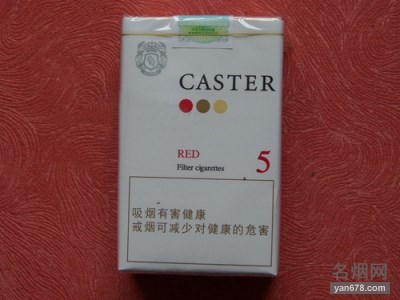 CASTER
RED
5
Filter cigarettes
吸烟有害健康
戒烟可减少对健康的危害
名烟网
yan678.com